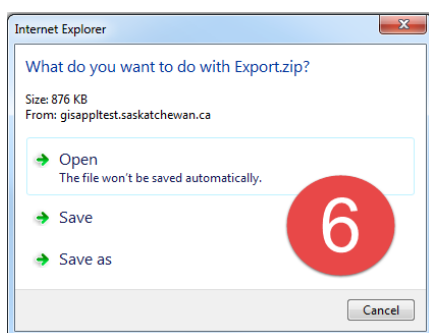 Internet Explorer
What do you want to do with Export.zip?
Size: 876 KB
From: gisappltest.saskatchewan.ca
Open
The file won't be saved automatically.
Save
6
Save as
Cancel